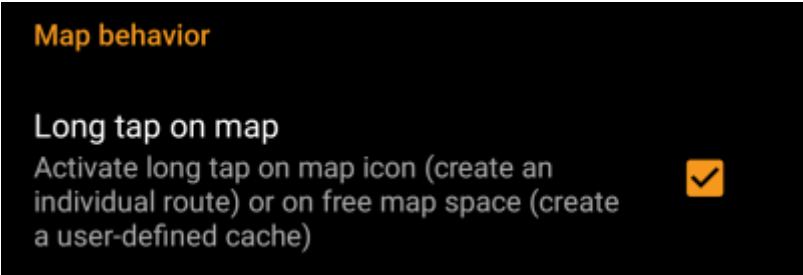 Map behavior
Long tap on map
Activate long tap on map icon (create an
individual route) or on free map space (create
a user-defined cache)